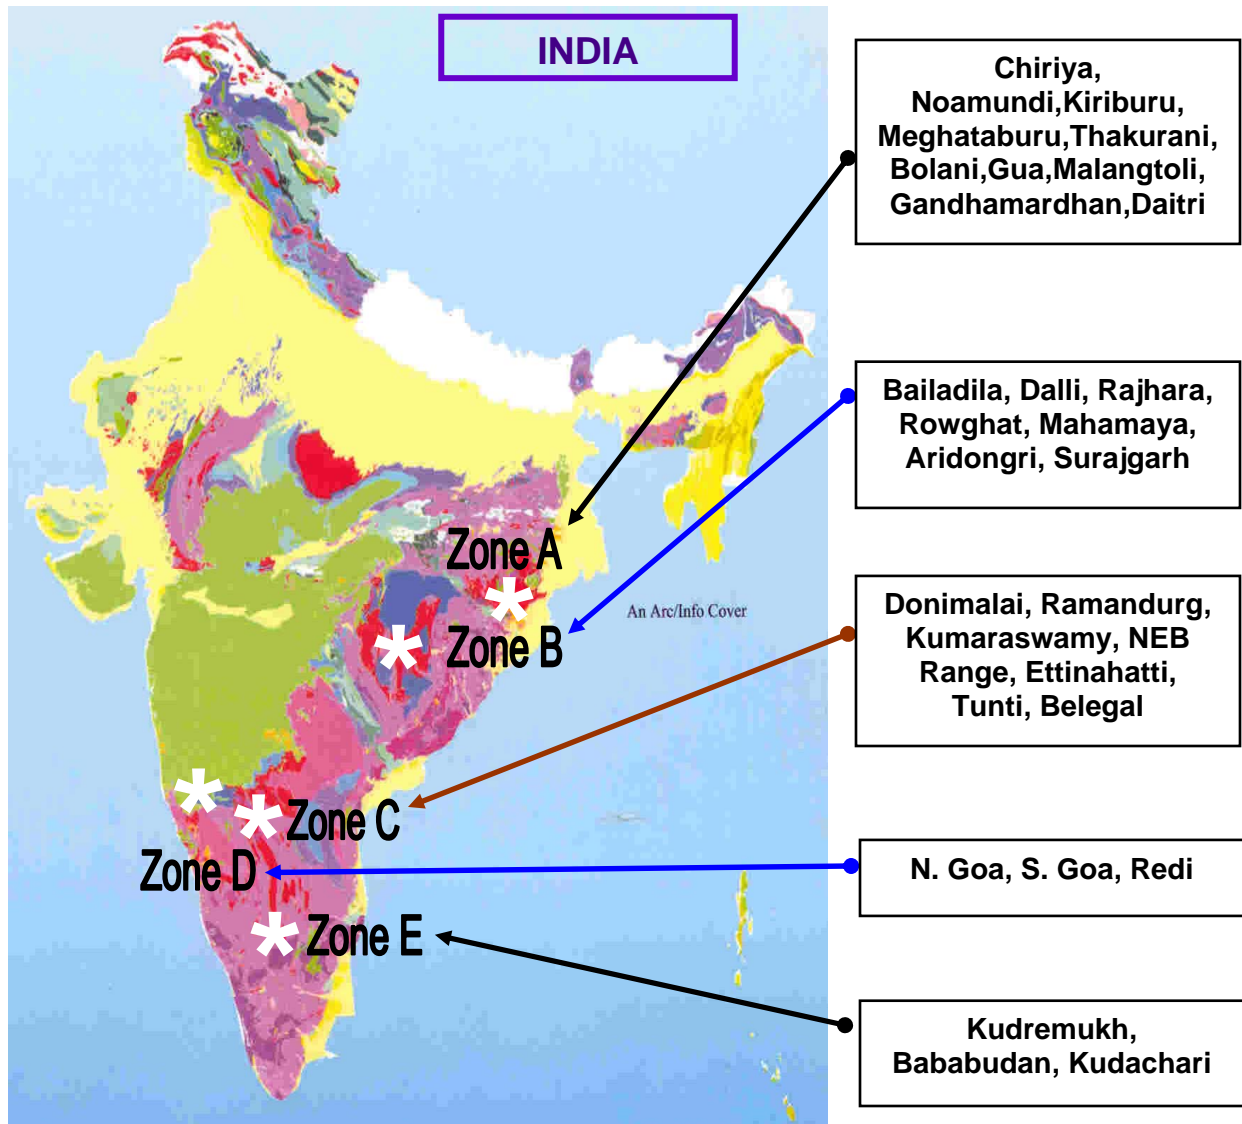 INDIA
Chiriya,
Noamundi,Kiriburu,
Meghataburu,Thakurani,
Bolani,Gua,Malangtoli,
Gandhamardhan,Daitri
Bailadila, Dalli, Rajhara,
Rowghat, Mahamaya,
Aridongri, Surajgarh
Zone A
An Arc/Info Cover
Zone B
Donimalai, Ramandurg,
Kumaraswamy, NEB
Range, Ettinahatti,
Tunti, Belegal
Zone C
Zone D
N. Goa, S. Goa, Redi
Zone E
Kudremukh,
Bababudan, Kudachari